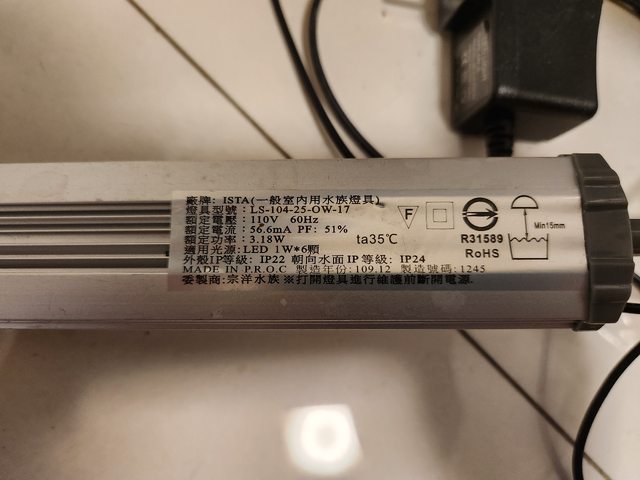 廠牌: ISTA(一般室內用水族燈具)
燈具型號:LS-104-25-OW-17
額定電壓:110V 60Hz
額定電流:56.6mA PF: 51%
額定功率:3.18W
ta35℃
適用光源:LED 1W*6顆
外殼IP等級: IP22 朝向水面 IP等級: IP24
MADE IN P.R.O.C 製造年份:109.12 製造號碼:1245
委製商:宗洋水族 ※打開燈具進行維護前斷開電源.
F
R31589
RoHS
Min15mm